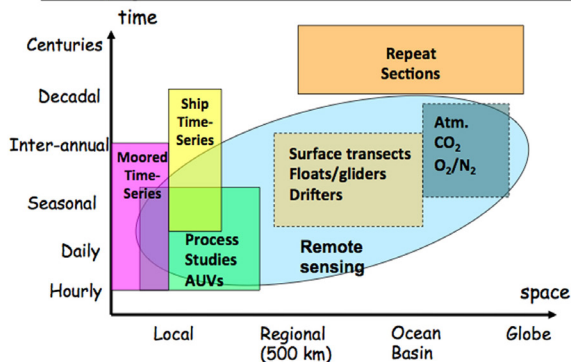 time
Centuries
Decadal
Inter-annual
Seasonal
Daily
Hourly
Repeat
Sections
Ship
Time-
Series
Atm.
CO₂
O₂/N₂
Moored
Time-
Series
Surface transects
Floats/gliders
Drifters
Process
Studies
AUVs
Remote
sensing
space
Local
Regional
(500 km)
Ocean
Basin
Globe